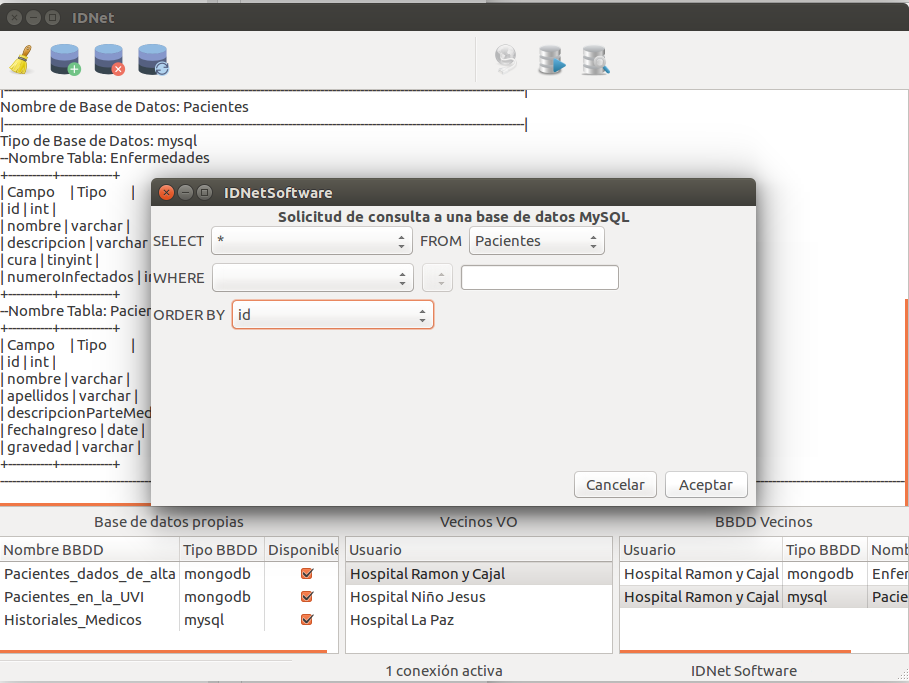 IDNet
|------------------------------------------------------------|
Nombre de Base de Datos: Pacientes
|------------------------------------------------------------|
Tipo de Base de Datos: mysql
--Nombre Tabla: Enfermedades
+-----------+-------------+
| Campo | Tipo |
| id | int |
| nombre | varchar |
| descripcion | varchar
| cura | tinyint |
| numeroInfectados |
+-----------+-------------+
--Nombre Tabla:
+-----------+-------------+
| Campo | Tipo |
| id | int |
| nombre | varchar |
| apellidos | varchar |
| descripcionParteMed
| fechaIngreso | date |
| gravedad | varchar |
+-----------+-------------+
IDNetSoftware
Solicitud de consulta a una base de datos MySQL
SELECT * FROM Pacientes
WHERE
ORDER BY id
Cancelar Aceptar
Base de datos propias
Nombre BBDD Tipo BBDD Disponible
Pacientes_dados_de_alta mongodb
Pacientes_en_la_UVI mongodb
Historiales_Medicos mysql
Vecinos VO
Usuario
Hospital Ramon y Cajal
Hospital Niño Jesus
Hospital La Paz
BBDD Vecinos
Usuario Tipo BBDD Nomb
Hospital Ramon y Cajal mongodb Enfer
Hospital Ramon y Cajal mysql Pacie
1 conexión activa
IDNet Software